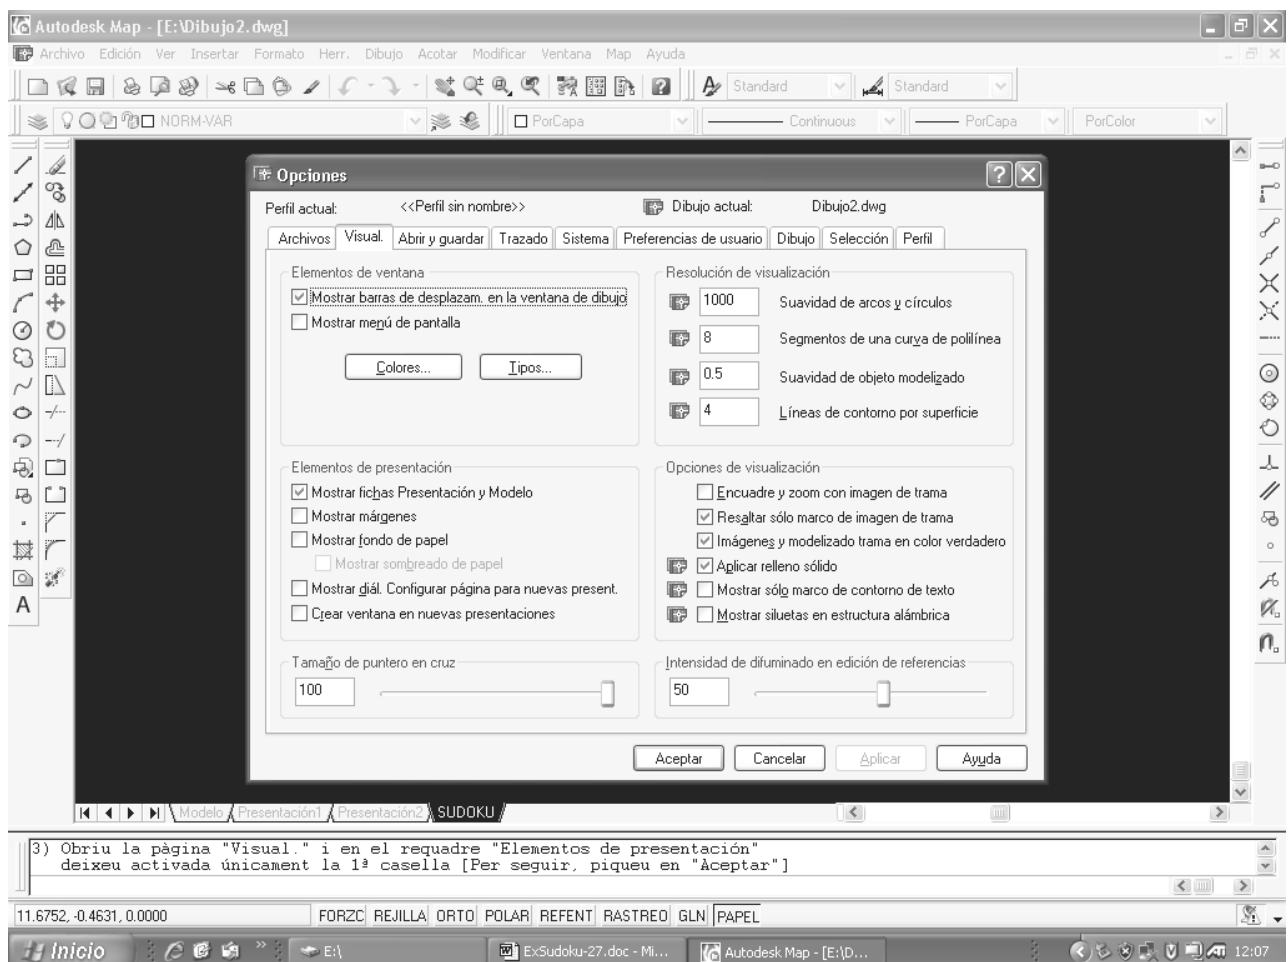 Autodesk Map - [E:\Dibujo2.dwg]
Archivo Edición Ver Insertar Formato Herr. Dibujo Acotar Modificar Ventana Map Ayuda
Standard Standard
NORM-VAR PorCapa Continuous PorCapa PorColor
Opciones
Perfil actual: <<Perfil sin nombre>> Dibujo actual: Dibujo2.dwg
Archivos Visual. Abrir y guardar Trazado Sistema Preferencias de usuario Dibujo Selección Perfil
Elementos de ventana
Mostrar barras de desplazam. en la ventana de dibujo
Mostrar menú de pantalla
Colores... Tipos...
Resolución de visualización
1000 Suavidad de arcos y círculos
8 Segmentos de una curva de polilínea
0.5 Suavidad de objeto modelizado
4 Líneas de contorno por superficie
Elementos de presentación
Mostrar fichas Presentación y Modelo
Mostrar márgenes
Mostrar fondo de papel
Mostrar sombreado de papel
Mostrar diál. Configurar página para nuevas present.
Crear ventana en nuevas presentaciones
Opciones de visualización
Encuadre y zoom con imagen de trama
Resaltar sólo marco de imagen de trama
Imágenes y modelizado trama en color verdadero
Aplicar relleno sólido
Mostrar sólo marco de contorno de texto
Mostrar siluetas en estructura alámbrica
Tamaño de puntero en cruz
100
Intensidad de difuminado en edición de referencias
50
Aceptar Cancelar Aplicar Ayuda
Modelo Presentación1 Presentación2 SUDOKU
3) Obriu la pàgina "Visual." i en el requadre "Elementos de presentación"
deixeu activada únicament la 1ª casella [Per seguir, piqueu en "Aceptar"]
11.6752, -0.4631, 0.0000 FORZC REJILLA ORTO POLAR REFENT RASTREO GLN PAPEL
Inicio » E:\ ExSudoku-27.doc - Mi... Autodesk Map - [E:\D... 12:07